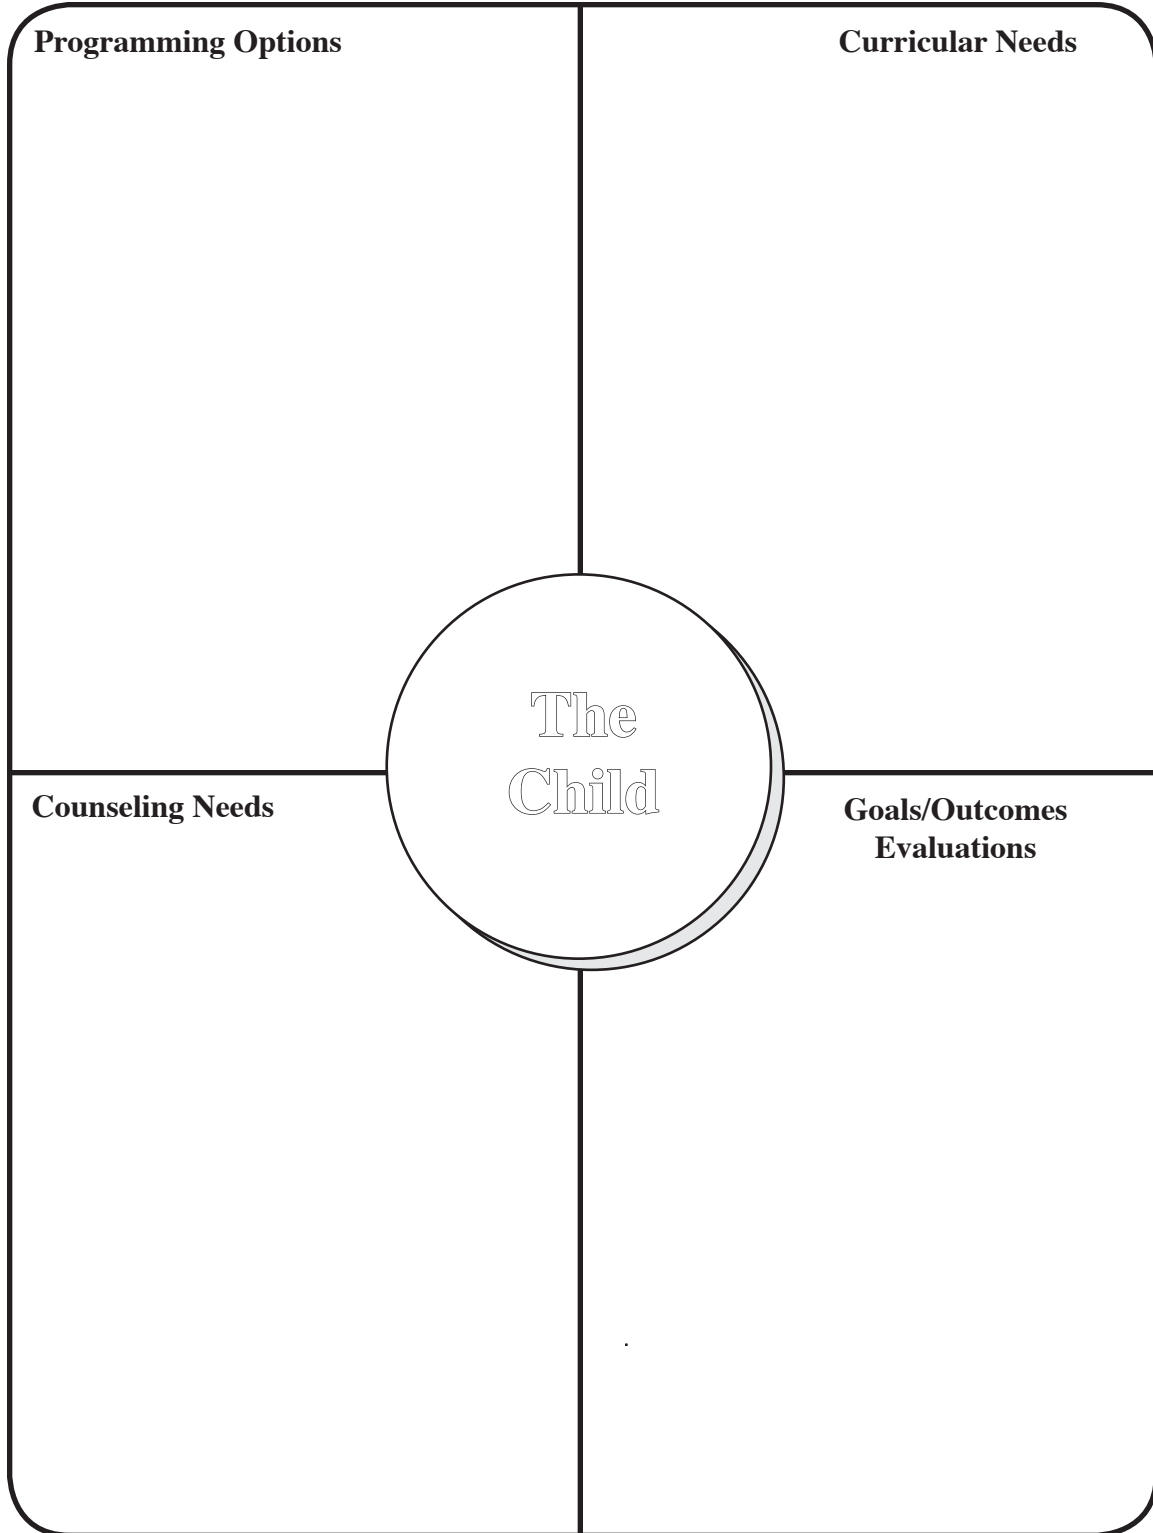 Programming Options
Curricular Needs
The
Child
Counseling Needs
Goals/Outcomes
Evaluations
.